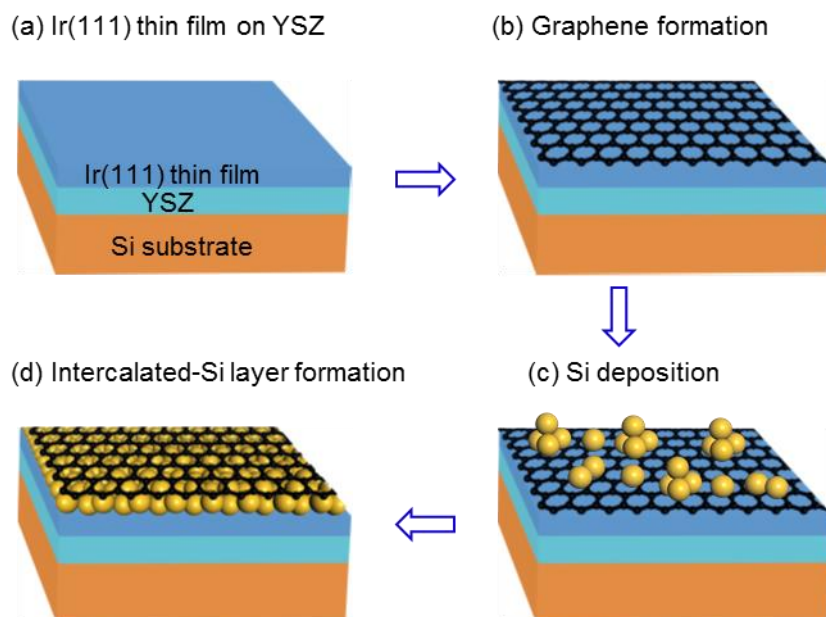 (a) Ir(111) thin film on YSZ
(b) Graphene formation
Ir(111) thin film
YSZ
Si substrate
(d) Intercalated-Si layer formation
(c) Si deposition